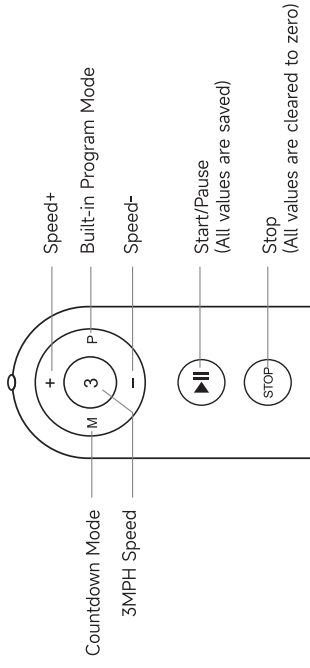 Speed+
Built-in Program Mode
Speed-
Start/Pause
(All values are saved)
Stop
(All values are cleared to zero)
+
P
3
M
−
STOP
Countdown Mode
3MPH Speed